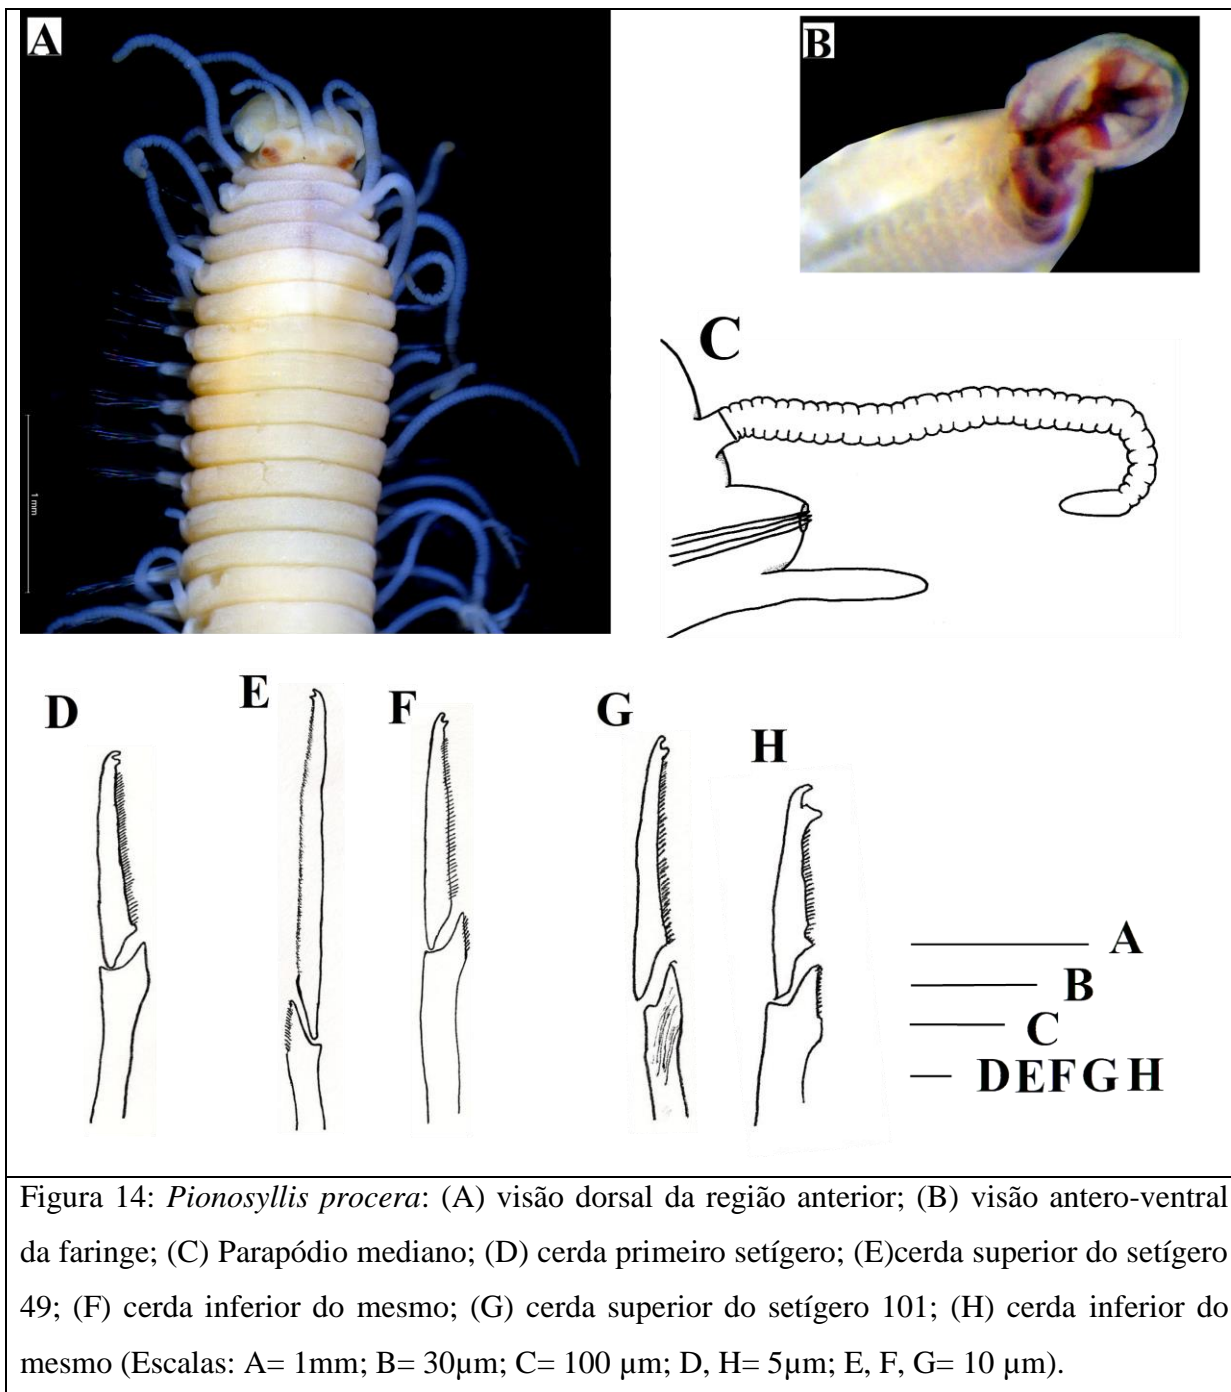 A
B
1 mm
C
D
E
F
G
H
A
B
C
D E F G H
Figura 14: Pionosyllis procera: (A) visão dorsal da região anterior; (B) visão antero-ventral
da faringe; (C) Parapódio mediano; (D) cerda primeiro setígero; (E)cerda superior do setígero
49; (F) cerda inferior do mesmo; (G) cerda superior do setígero 101; (H) cerda inferior do
mesmo (Escalas: A= 1mm; B= 30µm; C= 100 µm; D, H= 5µm; E, F, G= 10 µm).